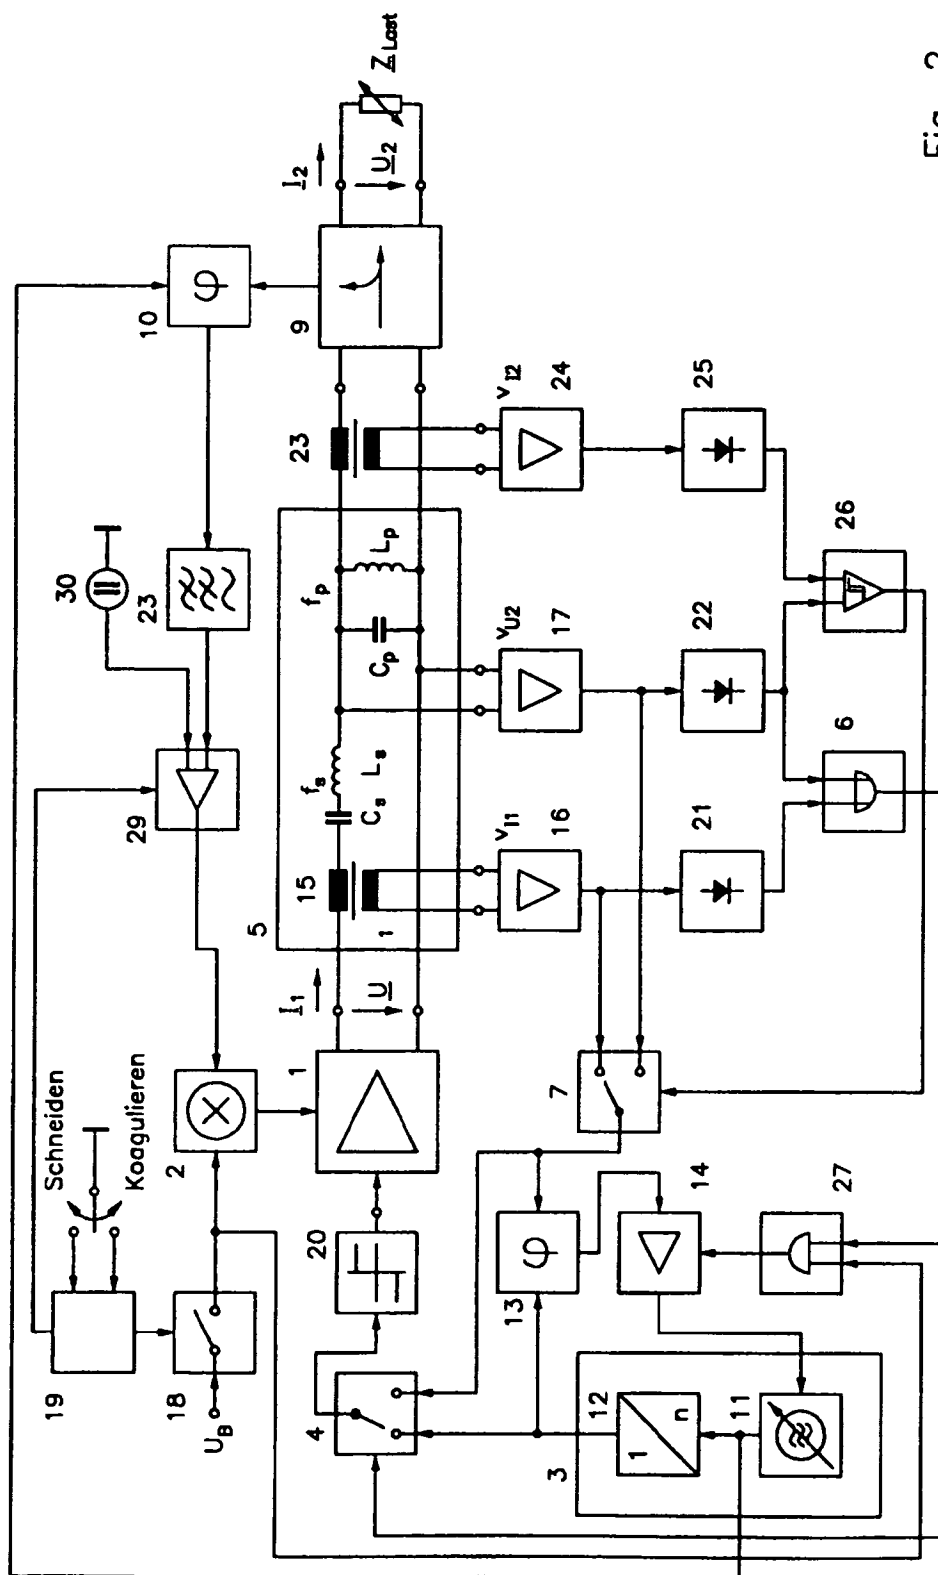 Schneiden
Koagulieren
19
18
U_B
2
29
30
23
10
I_2
U_2
Z_Last
9
23
v_I2
24
25
26
f_p
L_p
C_p
v_U2
17
22
6
f_s
L_s
C_s
15
1
5
v_I1
16
21
I_1
U
1
20
7
4
13
14
27
3
12
1
n
11
φ
φ